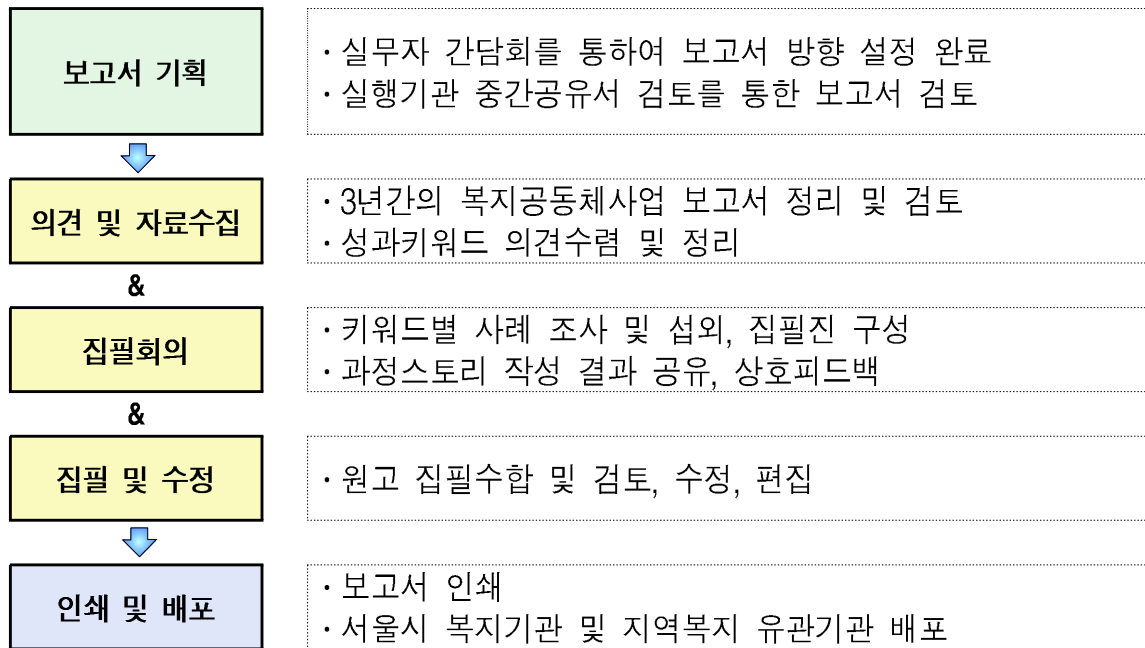 보고서 기획
· 실무자 간담회를 통하여 보고서 방향 설정 완료
· 실행기관 중간공유서 검토를 통한 보고서 검토
의견 및 자료수집
· 3년간의 복지공동체사업 보고서 정리 및 검토
· 성과키워드 의견수렴 및 정리
&
집필회의
· 키워드별 사례 조사 및 섭외, 집필진 구성
· 과정스토리 작성 결과 공유, 상호피드백
&
집필 및 수정
· 원고 집필수합 및 검토, 수정, 편집
인쇄 및 배포
· 보고서 인쇄
· 서울시 복지기관 및 지역복지 유관기관 배포